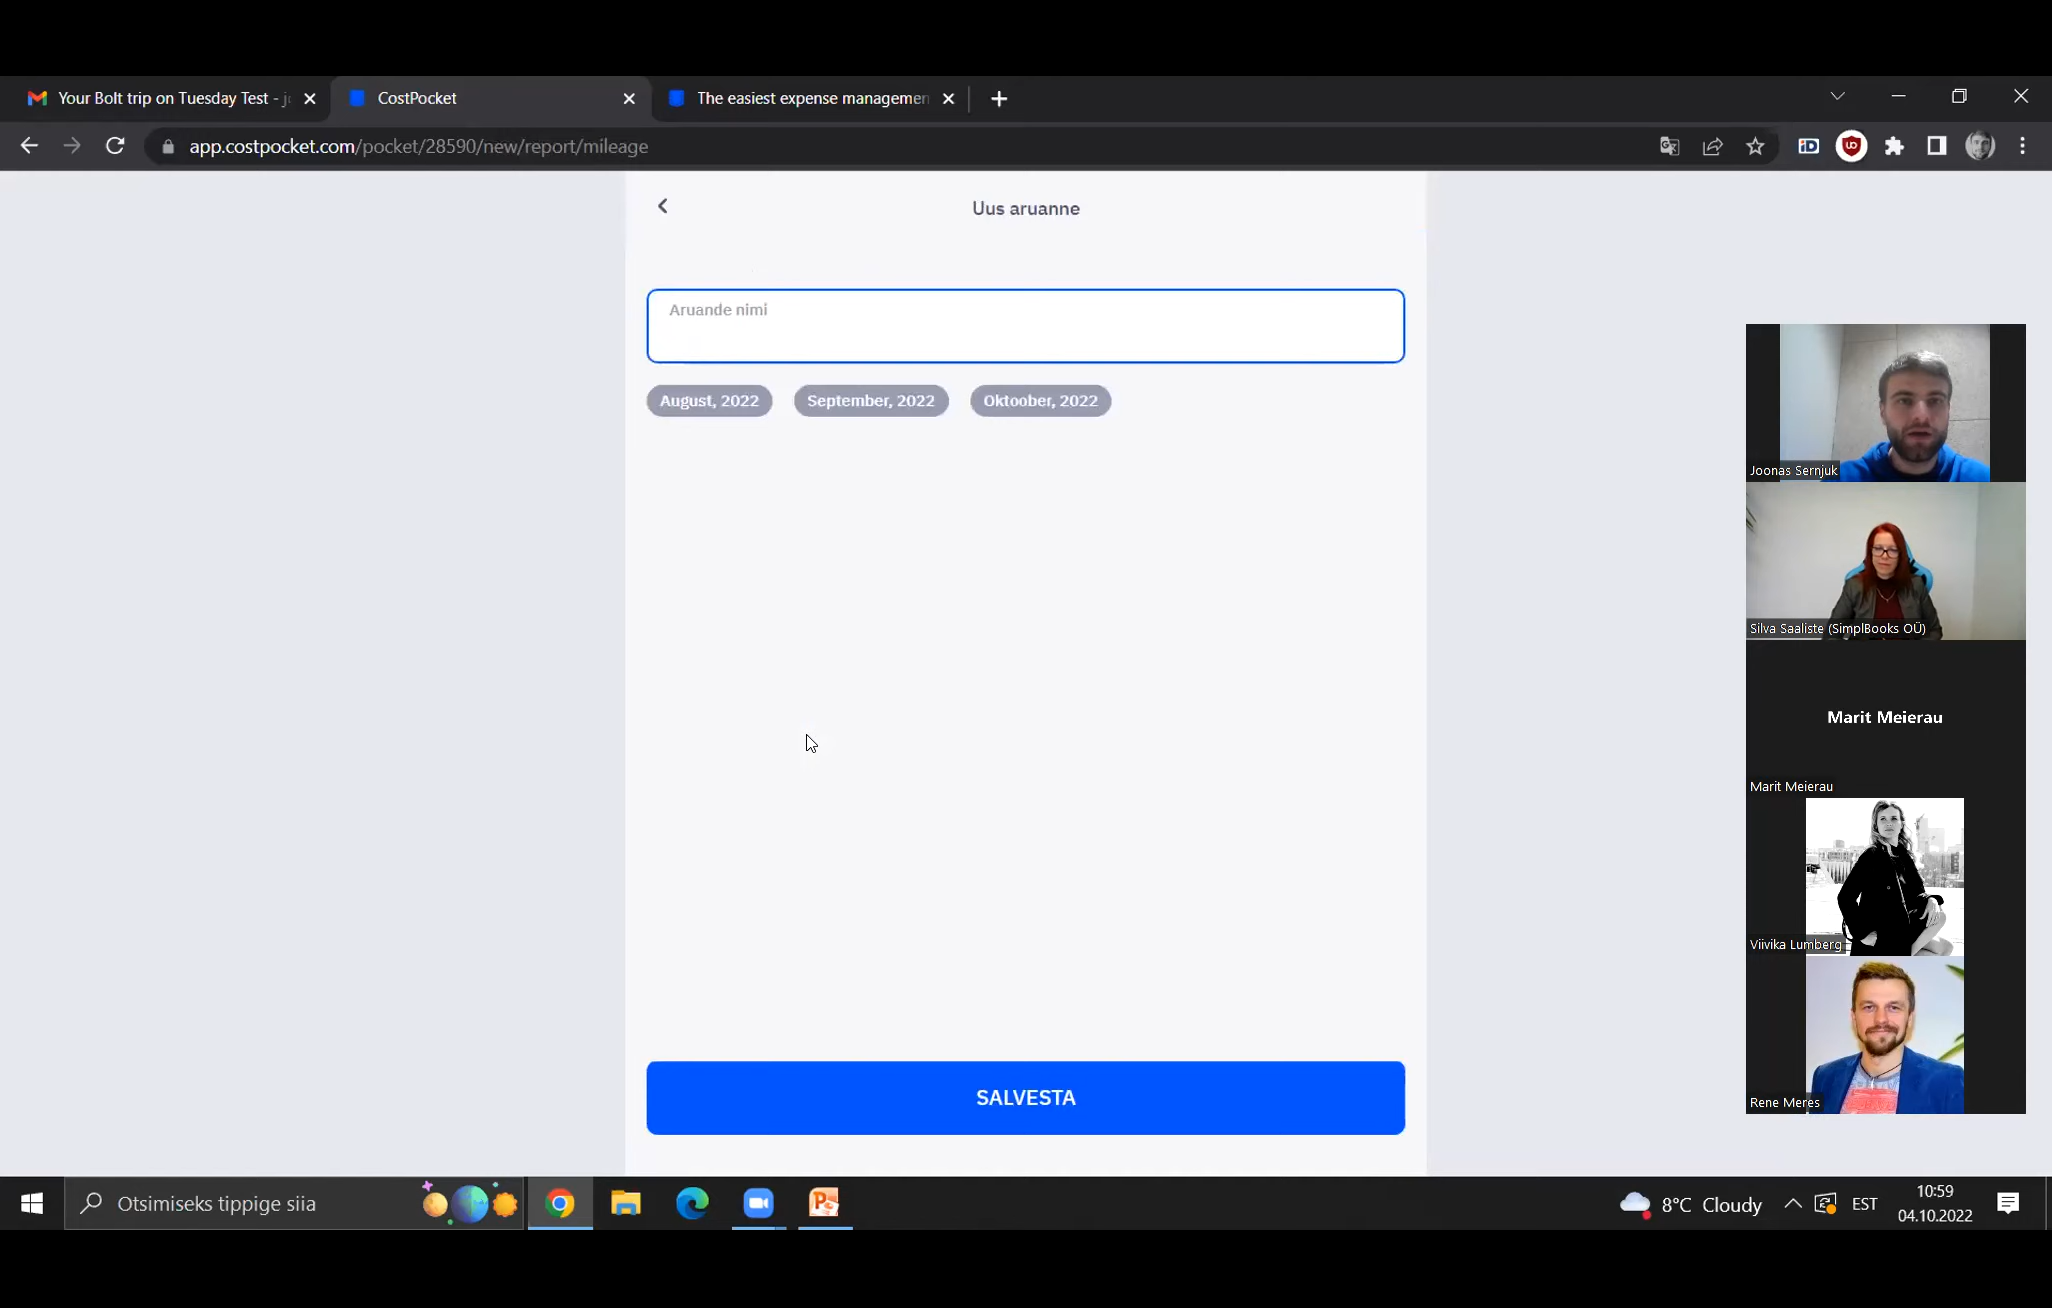 Your Bolt trip on Tuesday Test - j
CostPocket
The easiest expense managemen
app.costpocket.com/pocket/28590/new/report/mileage
Uus aruanne
Aruande nimi
August, 2022
September, 2022
Oktoober, 2022
SALVESTA
Joonas Sernjuk
Silva Saaliste (SimplBooks OÜ)
Marit Meierau
Marit Meierau
Viivika Lumberg
Rene Meres
Otsimiseks tippige siia
8°C Cloudy
EST
10:59
04.10.2022